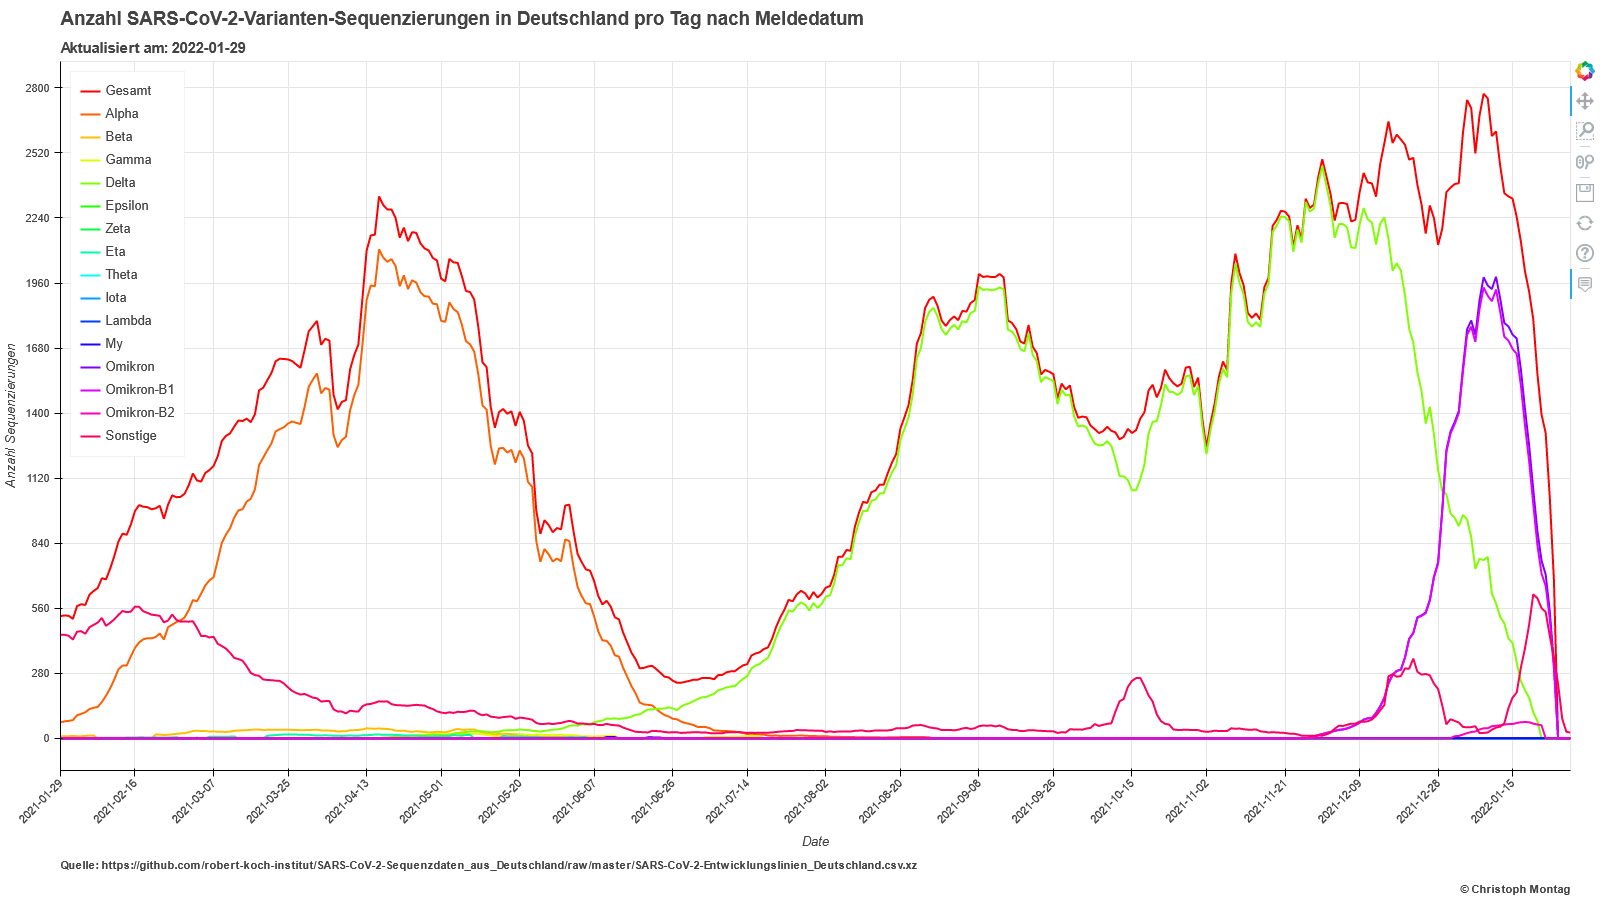 Anzahl SARS-CoV-2-Varianten-Sequenzierungen in Deutschland pro Tag nach Meldedatum
Aktualisiert am: 2022-01-29
Gesamt
Alpha
Beta
Gamma
Delta
Epsilon
Zeta
Eta
Theta
Iota
Lambda
My
Omikron
Omikron-B1
Omikron-B2
Sonstige
Anzahl Sequenzierungen
2800
2520
2240
1960
1680
1400
1120
840
560
280
0
2021-01-29
2021-02-16
2021-03-07
2021-03-26
2021-04-13
2021-05-01
2021-05-20
2021-06-07
2021-06-26
2021-07-14
2021-08-02
2021-08-20
2021-09-08
2021-09-26
2021-10-15
2021-11-02
2021-11-21
2021-12-09
2021-12-28
2022-01-15
Date
Quelle: https://github.com/robert-koch-institut/SARS-CoV-2-Sequenzdaten_aus_Deutschland/raw/master/SARS-CoV-2-Entwicklungslinien_Deutschland.csv.xz
© Christoph Montag